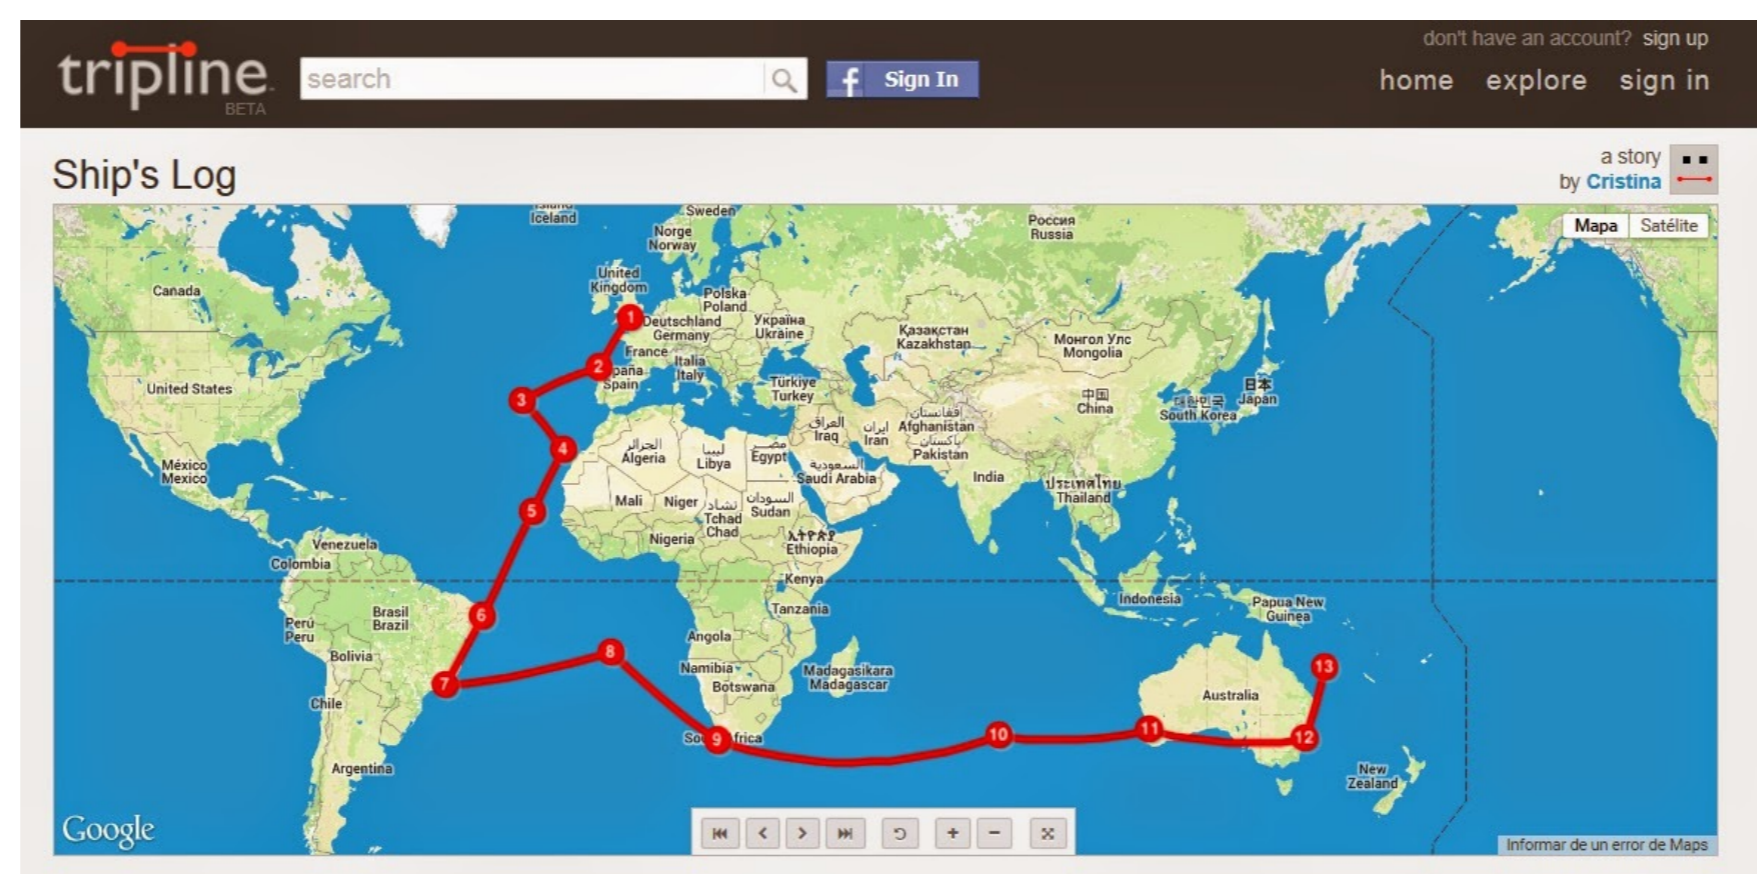 don't have an account? sign up
tripline
BETA
search
f Sign In
home explore sign in
Ship's Log
a story
by Cristina
Mapa Satélite
Iceland
Sweden
Norge
Norway
Россия
Russia
United
Kingdom
Canada
Polska
Poland
1
Deutschland
Germany
Україна
Ukraine
Қазақстан
Kazakhstan
Монгол Улс
Mongolia
France
Italia
Italy
2
Spain
United States
Türkiye
Turkey
中国
China
대한민국
South Korea
日本
Japan
3
افغانستان
Afghanistan
العراق
Iraq
ایران
Iran
پاکستان
Pakistan
4
الجزائر
Algeria
ليبيا
Libya
مصر
Egypt
السعودية
Saudi Arabia
México
Mexico
India
ประเทศไทย
Thailand
5
Mali
Niger
تشاد
Tchad
Chad
السودان
Sudan
Nigeria
ኢትዮጵያ
Ethiopia
Venezuela
Colombia
Kenya
Tanzania
Indonesia
Papua New
Guinea
6
Brasil
Brazil
Perú
Peru
Angola
Bolivia
8
7
Namibia
Botswana
Madagasikara
Madagascar
Australia
13
Chile
9
10
11
12
Argentina
New
Zealand
Google
Informar de un error de Maps